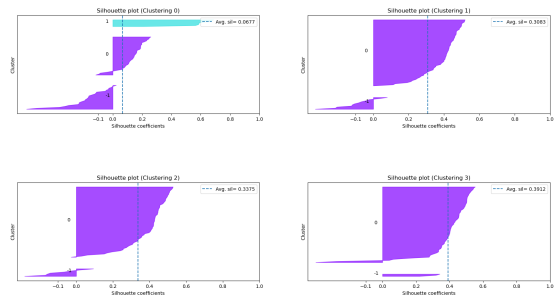 Silhouette plot (Clustering 0)
Avg. sil= 0.0677
1
0
-1
Cluster
−0.1 0.0 0.2 0.4 0.6 0.8 1.0
Silhouette coefficients
Silhouette plot (Clustering 1)
Avg. sil= 0.3083
0
-1
Cluster
−0.1 0.0 0.2 0.4 0.6 0.8 1.0
Silhouette coefficients
Silhouette plot (Clustering 2)
Avg. sil= 0.3375
0
-1
Cluster
−0.1 0.0 0.2 0.4 0.6 0.8 1.0
Silhouette coefficients
Silhouette plot (Clustering 3)
Avg. sil= 0.3912
0
-1
Cluster
−0.1 0.0 0.2 0.4 0.6 0.8 1.0
Silhouette coefficients